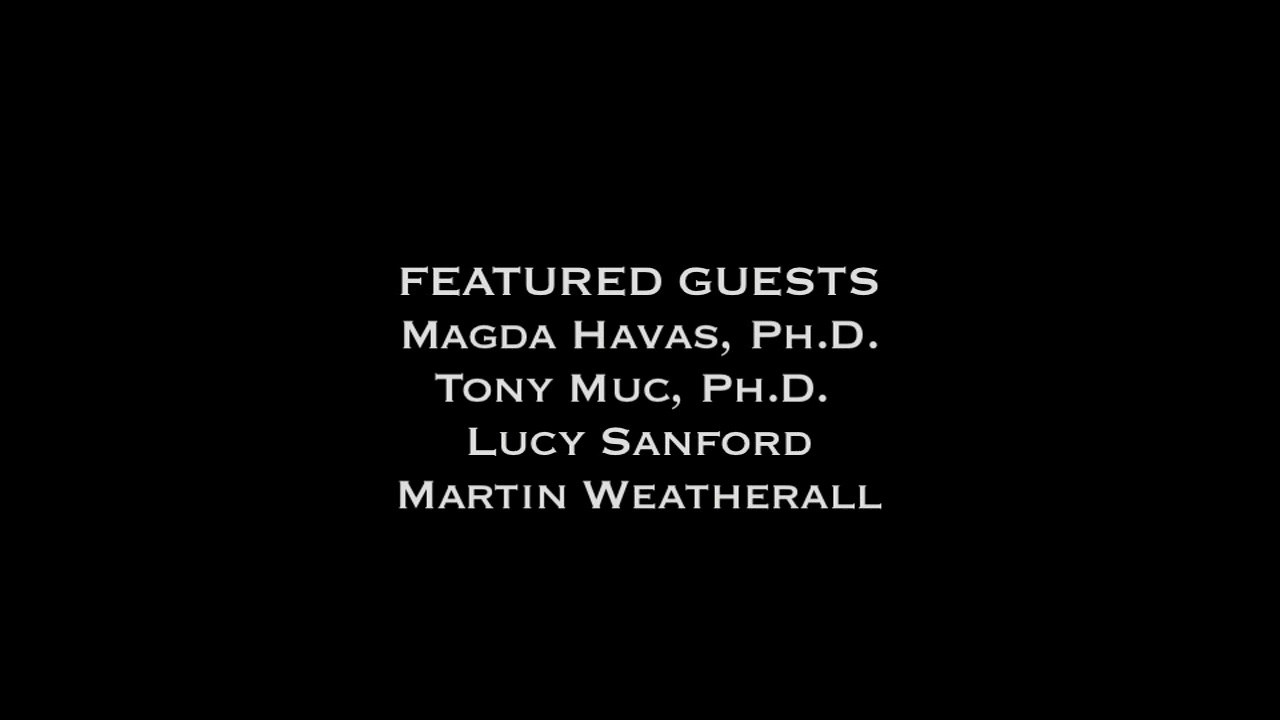 FEATURED GUESTS
Magda Havas, Ph.D.
Tony Muc, Ph.D.
Lucy Sanford
Martin Weatherall